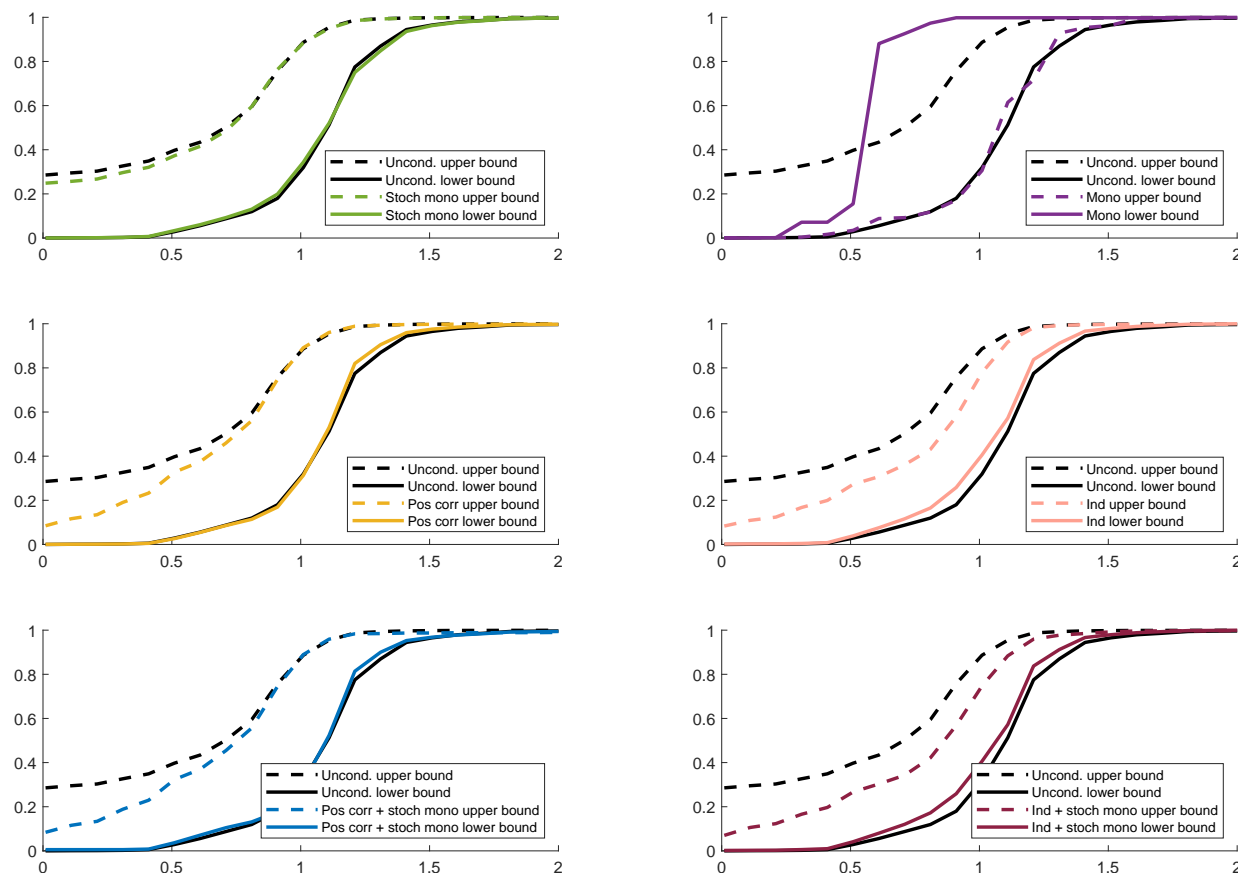 1
0.8
0.6
0.4
0.2
0
0
0.5
1
1.5
2
Uncond. upper bound
Uncond. lower bound
Stoch mono upper bound
Stoch mono lower bound
1
0.8
0.6
0.4
0.2
0
0
0.5
1
1.5
2
Uncond. upper bound
Uncond. lower bound
Mono upper bound
Mono lower bound
1
0.8
0.6
0.4
0.2
0
0
0.5
1
1.5
2
Uncond. upper bound
Uncond. lower bound
Pos corr upper bound
Pos corr lower bound
1
0.8
0.6
0.4
0.2
0
0
0.5
1
1.5
2
Uncond. upper bound
Uncond. lower bound
Ind upper bound
Ind lower bound
1
0.8
0.6
0.4
0.2
0
0
0.5
1
1.5
2
Uncond. upper bound
Uncond. lower bound
Pos corr + stoch mono upper bound
Pos corr + stoch mono lower bound
1
0.8
0.6
0.4
0.2
0
0
0.5
1
1.5
2
Uncond. upper bound
Uncond. lower bound
Ind + stoch mono upper bound
Ind + stoch mono lower bound